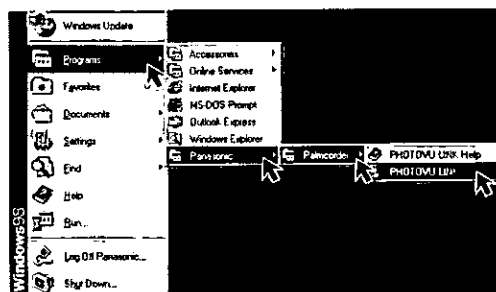 Windows Update
Programs
Favorites
Documents
Settings
Find
Help
Run...
Log Off Panasonic...
Shut Down...
Windows98
Accessories
Online Services
Internet Explorer
MS-DOS Prompt
Outlook Express
Windows Explorer
Panasonic
Palmcorder
PHOTOVU LINK Help
PHOTOVU LINK